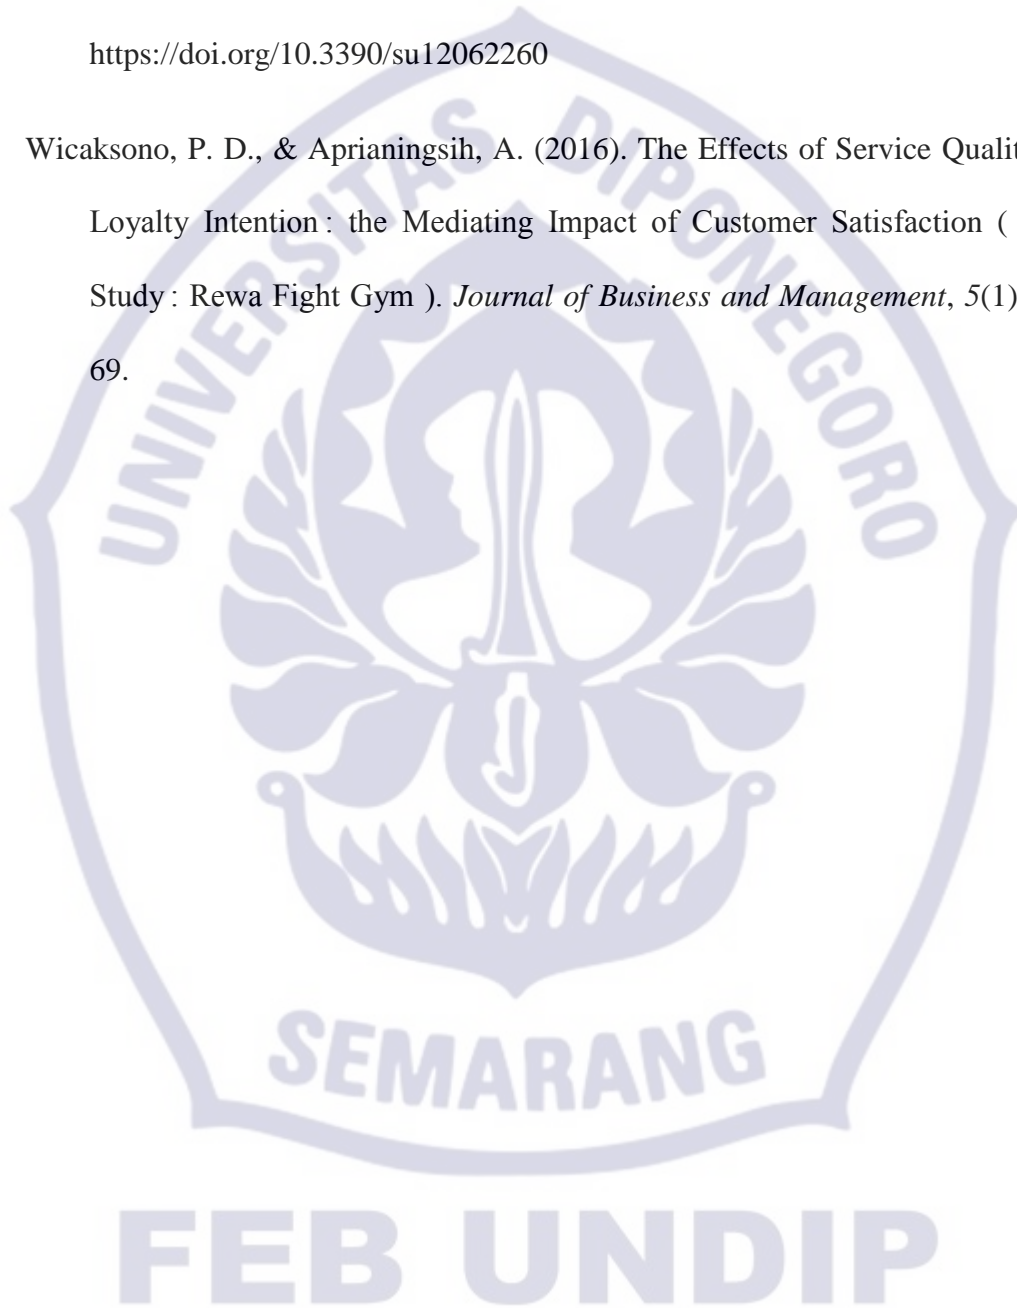 https://doi.org/10.3390/su12062260
Wicaksono, P. D., & Aprianingsih, A. (2016). The Effects of Service
Loyalty Intention : the Mediating Impact of Customer Satisfaction (
Study : Rewa Fight Gym ). Journal of Business and Management, 5(1)
69.
UNIVERSITAS DIPONEGORO
SEMARANG
FEB UNDIP